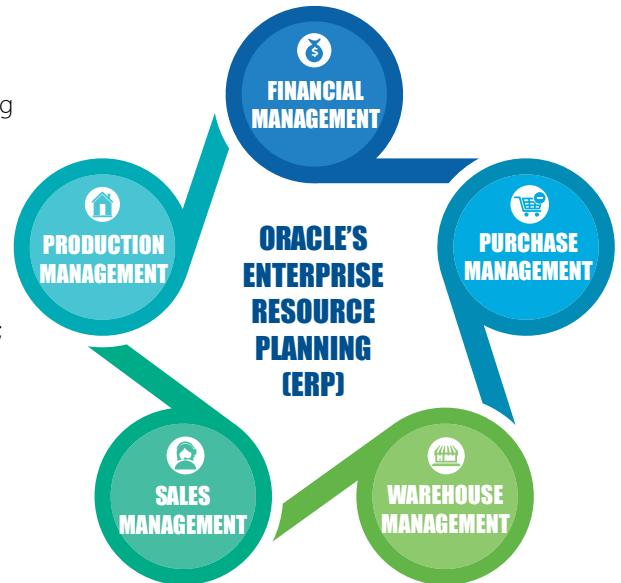 FINANCIAL
MANAGEMENT
g
PRODUCTION
MANAGEMENT
ORACLE'S
ENTERPRISE
RESOURCE
PLANNING
(ERP)
PURCHASE
MANAGEMENT
;
SALES
MANAGEMENT
WAREHOUSE
MANAGEMENT